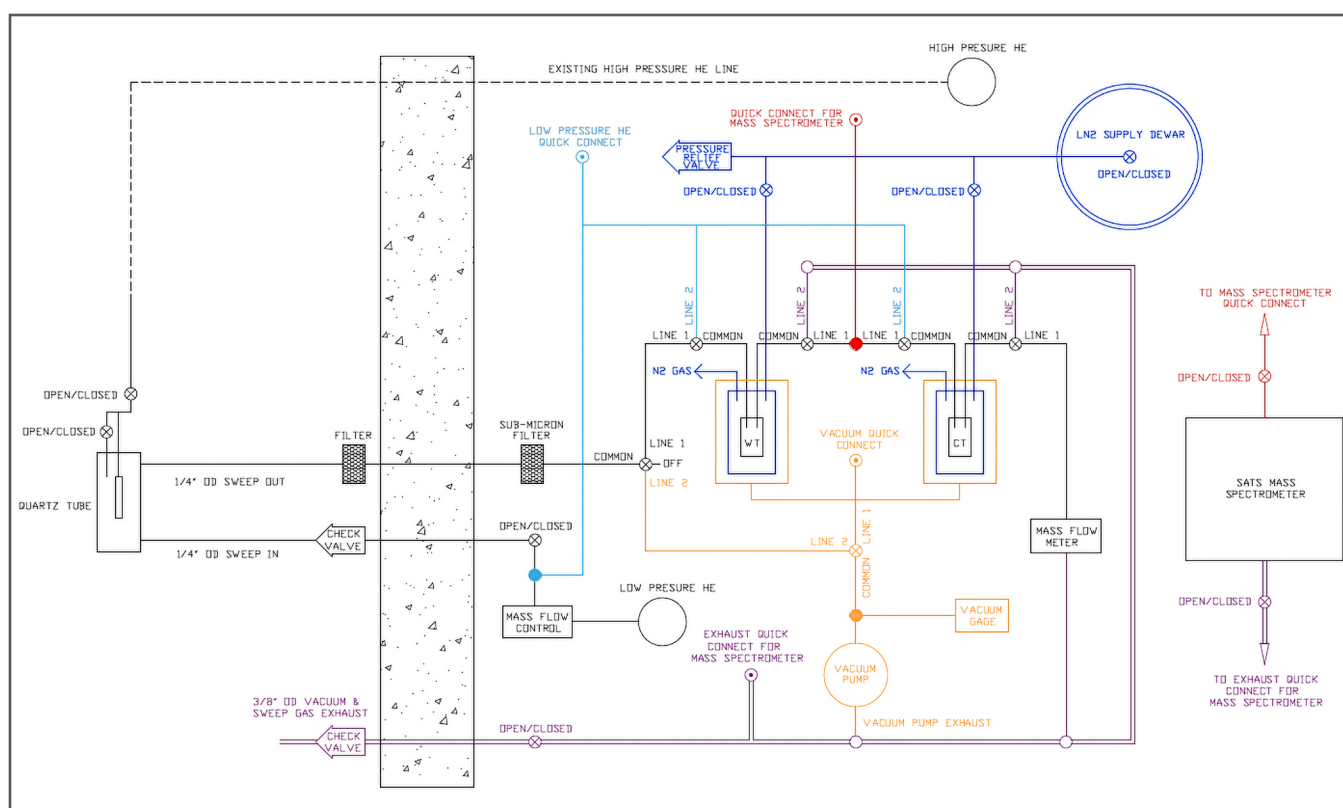 HIGH PRESURE HE
EXISTING HIGH PRESSURE HE LINE
QUICK CONNECT FOR
MASS SPECTROMETER
LOW PRESSURE HE
QUICK CONNECT
LN2 SUPPLY DEWAR
PRESSURE
RELIEF
VALVE
OPEN/CLOSED
OPEN/CLOSED
OPEN/CLOSED
LINE 2
LINE 2
LINE 2
LINE 2
TO MASS SPECTROMETER
QUICK CONNECT
LINE 1
COMMON
COMMON
LINE 1
LINE 1
COMMON
COMMON
LINE 1
N2 GAS
N2 GAS
OPEN/CLOSED
OPEN/CLOSED
OPEN/CLOSED
FILTER
SUB-MICRON
FILTER
WT
CT
VACUUM QUICK
CONNECT
LINE 1
COMMON
OFF
LINE 2
1/4" OD SWEEP OUT
SATS MASS
SPECTROMETER
QUARTZ TUBE
OPEN/CLOSED
CHECK
VALVE
1/4" OD SWEEP IN
LINE 1
LINE 2
COMMON
MASS FLOW
METER
LOW PRESURE HE
MASS FLOW
CONTROL
VACUUM
GAGE
OPEN/CLOSED
EXHAUST QUICK
CONNECT FOR
MASS SPECTROMETER
VACUUM
PUMP
TO EXHAUST QUICK
CONNECT FOR
MASS SPECTROMETER
3/8" OD VACUUM &
SWEEP GAS EXHAUST
OPEN/CLOSED
VACUUM PUMP EXHAUST
CHECK
VALVE